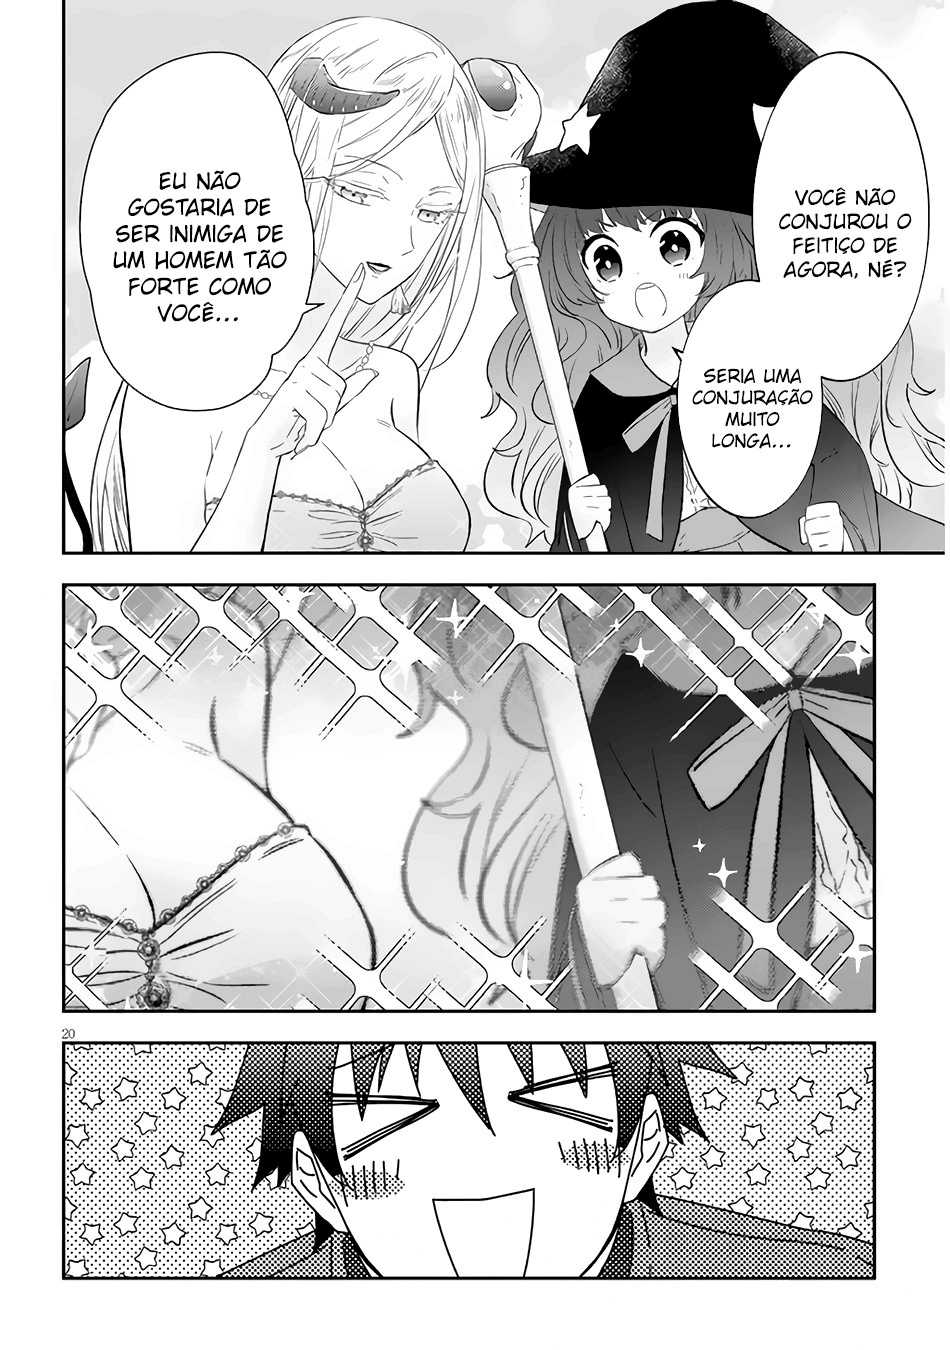 VOCÊ NÃO
CONJUROU O
FEITIÇO DE
AGORA, NÉ?
SERIA UMA
CONJURAÇÃO
MUITO
LONGA...
EU NÃO
GOSTARIA DE
SER INIMIGA DE
UM HOMEM TÃO
FORTE COMO
VOCÊ...
20